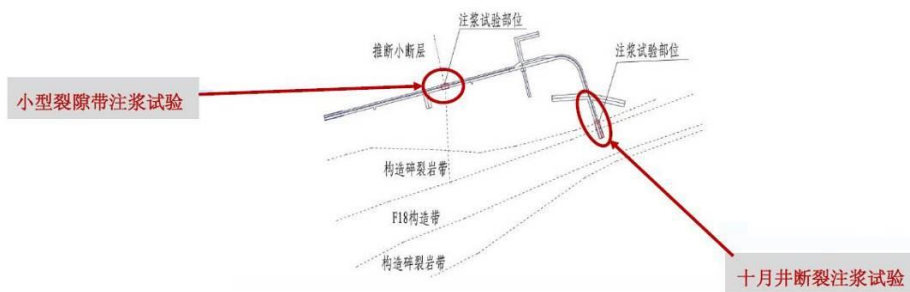 注浆试验部位
推断小断层
注浆试验部位
小型裂隙带注浆试验
构造碎裂岩带
F18构造带
构造碎裂岩带
十月井断裂注浆试验